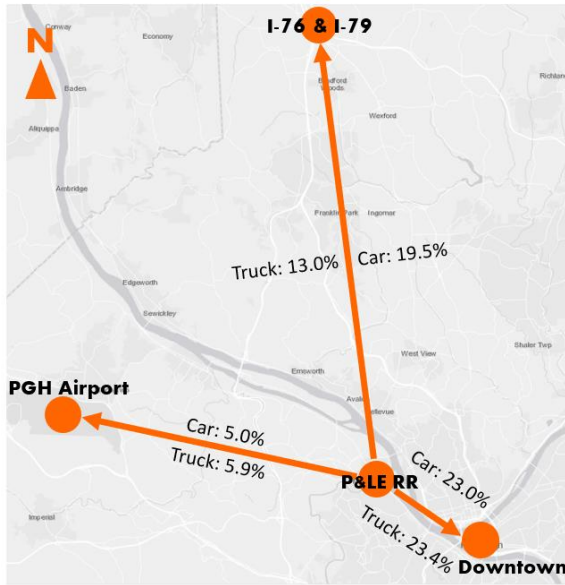 I-76 & I-79
Conway
Economy
N
Baden
Bradford
Woods
Richland
Wexford
Aliquippa
Ambridge
Franklin Park
Ingomar
Truck: 13.0%
Car: 19.5%
Edgeworth
Sewickley
Shaler Twp
West View
Emsworth
PGH Airport
Avalon
Bellevue
Car: 5.0%
Truck: 5.9%
Car: 23.0%
P&LE RR
Imperial
Truck: 23.4%
Downtown